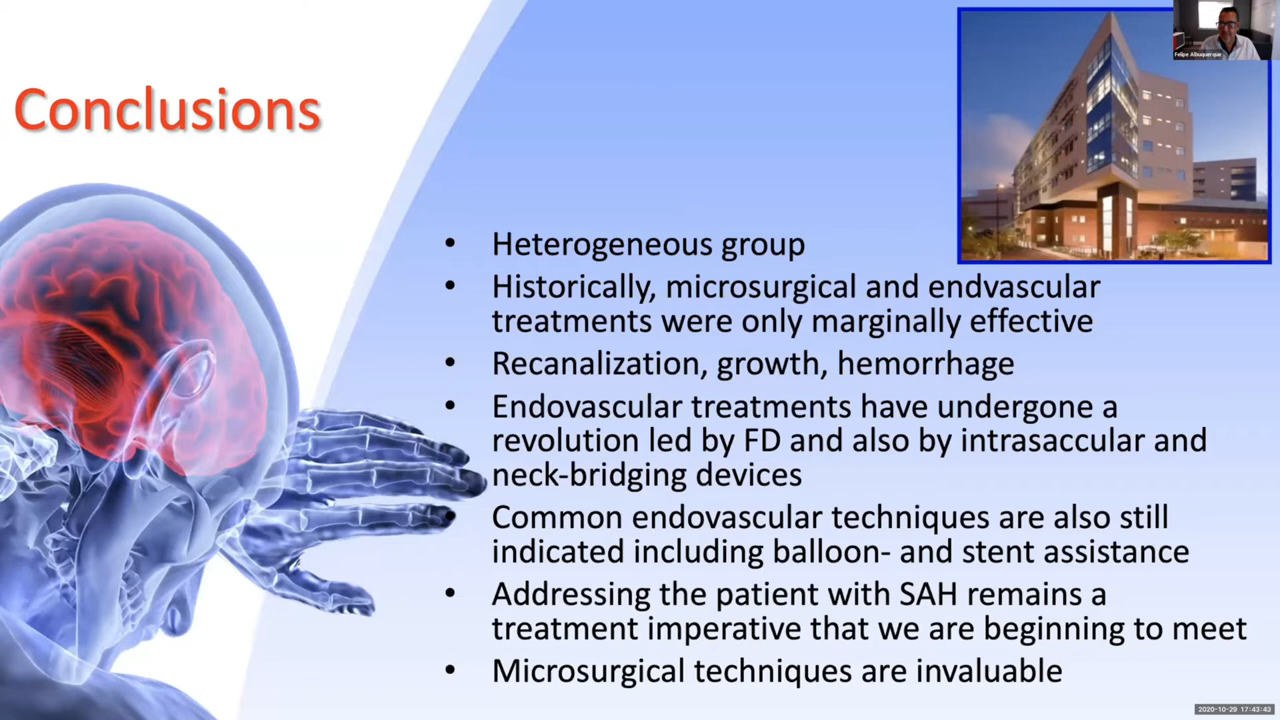 Felipe Albuquerque
Conclusions
• Heterogeneous group
• Historically, microsurgical and endvascular
treatments were only marginally effective
• Recanalization, growth, hemorrhage
• Endovascular treatments have undergone a
revolution led by FD and also by intrasaccular and
neck-bridging devices
• Common endovascular techniques are also still
indicated including balloon- and stent assistance
• Addressing the patient with SAH remains a
treatment imperative that we are beginning to meet
• Microsurgical techniques are invaluable
2020-10-29 17:43:43